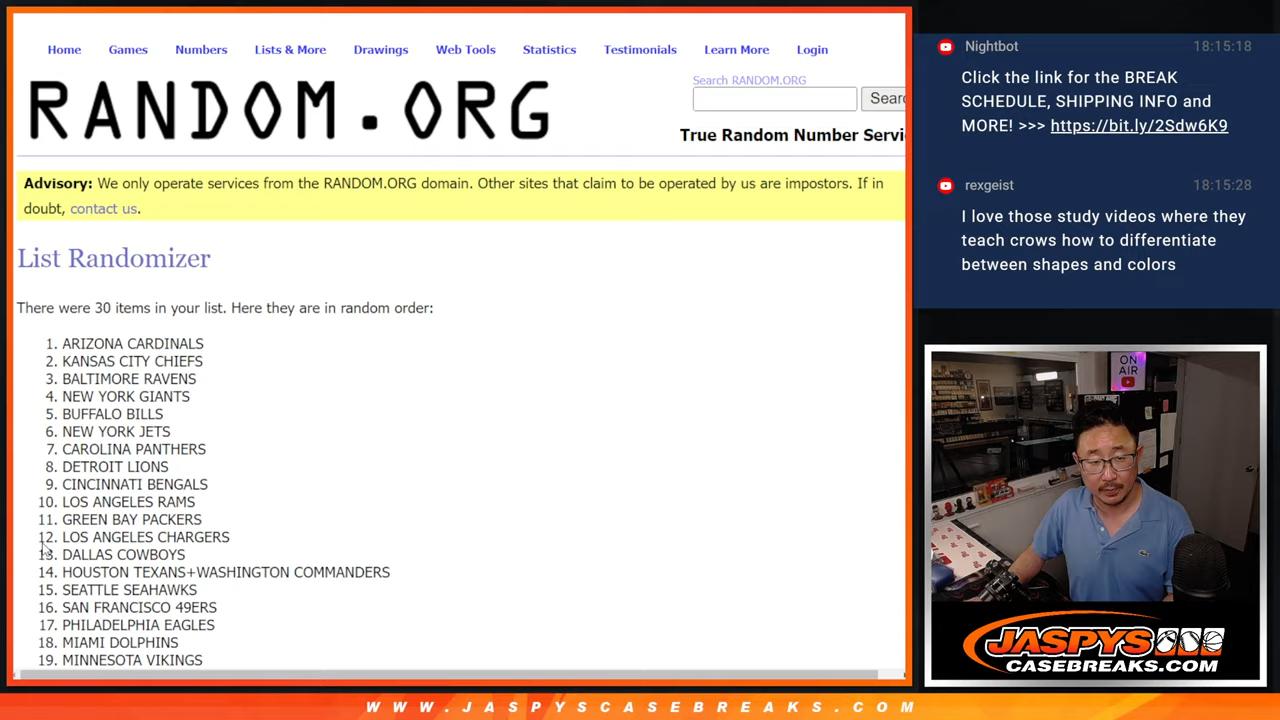 Home Games Numbers Lists & More Drawings Web Tools Statistics Testimonials Learn More Login
RANDOM.ORG
Search RANDOM.ORG
Searc
True Random Number Servi
Advisory: We only operate services from the RANDOM.ORG domain. Other sites that claim to be operated by us are impostors. If in
doubt, contact us.
List Randomizer
There were 30 items in your list. Here they are in random order:
1. ARIZONA CARDINALS
2. KANSAS CITY CHIEFS
3. BALTIMORE RAVENS
4. NEW YORK GIANTS
5. BUFFALO BILLS
6. NEW YORK JETS
7. CAROLINA PANTHERS
8. DETROIT LIONS
9. CINCINNATI BENGALS
10. LOS ANGELES RAMS
11. GREEN BAY PACKERS
12. LOS ANGELES CHARGERS
13. DALLAS COWBOYS
14. HOUSTON TEXANS+WASHINGTON COMMANDERS
15. SEATTLE SEAHAWKS
16. SAN FRANCISCO 49ERS
17. PHILADELPHIA EAGLES
18. MIAMI DOLPHINS
19. MINNESOTA VIKINGS
Nightbot 18:15:18
Click the link for the BREAK
SCHEDULE, SHIPPING INFO and
MORE! >>> https://bit.ly/2Sdw6K9
rexgeist 18:15:28
I love those study videos where they
teach crows how to differentiate
between shapes and colors
ON
AIR
JASPYS
CASEBREAKS.COM
WWW.JASPYSCASEBREAKS.COM